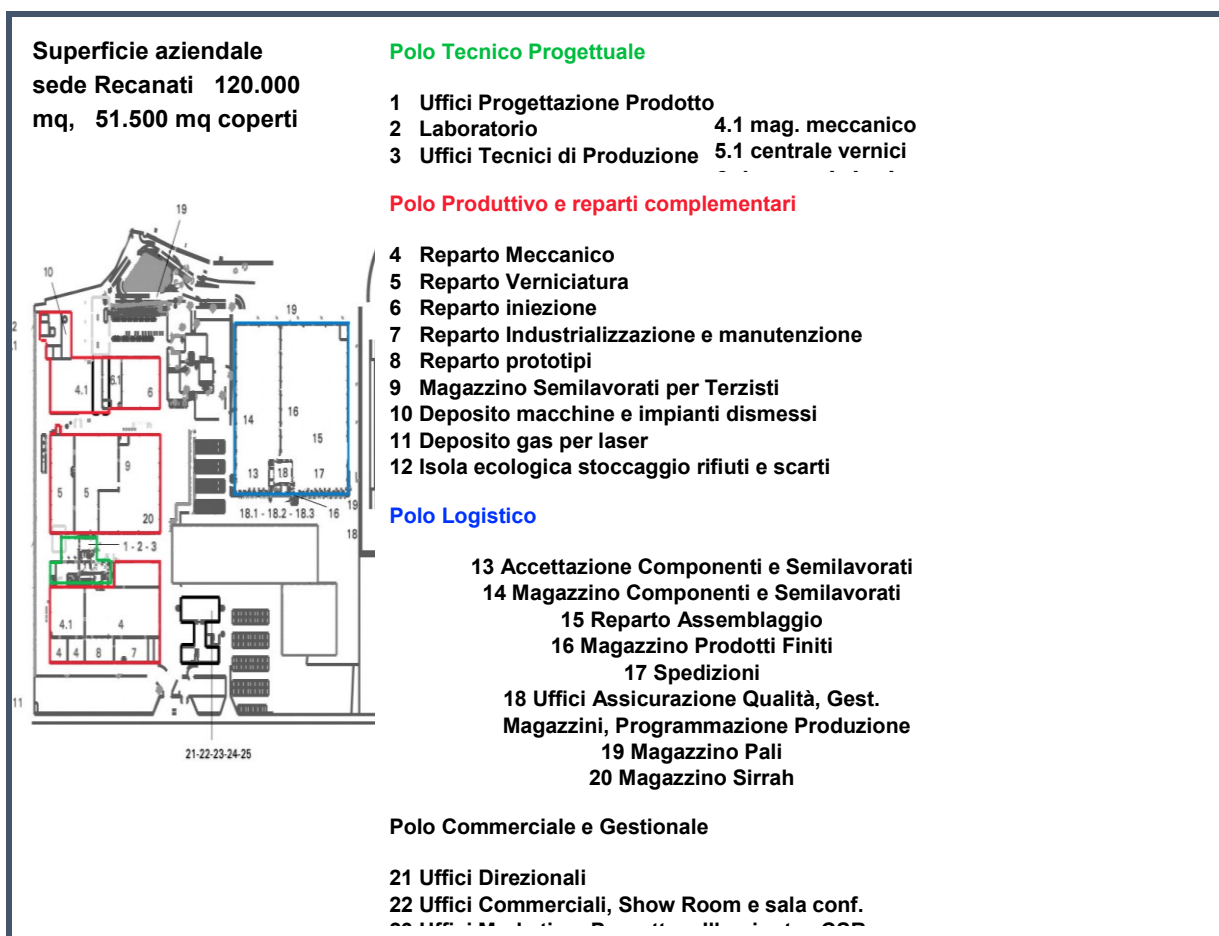 Superficie aziendale
sede Recanati 120.000
mq, 51.500 mq coperti
Polo Tecnico Progettuale
1 Uffici Progettazione Prodotto
2 Laboratorio
3 Uffici Tecnici di Produzione
4.1 mag. meccanico
5.1 centrale vernici
Polo Produttivo e reparti complementari
4 Reparto Meccanico
5 Reparto Verniciatura
6 Reparto iniezione
7 Reparto Industrializzazione e manutenzione
8 Reparto prototipi
9 Magazzino Semilavorati per Terzisti
10 Deposito macchine e impianti dismessi
11 Deposito gas per laser
12 Isola ecologica stoccaggio rifiuti e scarti
Polo Logistico
13 Accettazione Componenti e Semilavorati
14 Magazzino Componenti e Semilavorati
15 Reparto Assemblaggio
16 Magazzino Prodotti Finiti
17 Spedizioni
18 Uffici Assicurazione Qualità, Gest.
Magazzini, Programmazione Produzione
19 Magazzino Pali
20 Magazzino Sirrah
Polo Commerciale e Gestionale
21 Uffici Direzionali
22 Uffici Commerciali, Show Room e sala conf.
19
10
19
4.1
6.1
6
14
16
15
13
18
17
9
5
5
20
18.1 - 18.2 - 18.3
16
19
18
1 - 2 - 3
4.1
4
4
4
8
7
11
21-22-23-24-25